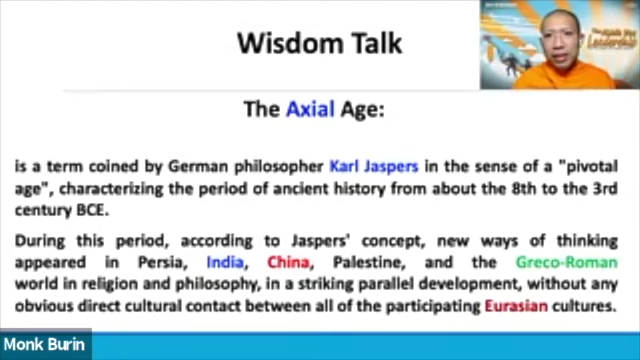 Wisdom Talk
The Axial Age:
is a term coined by German philosopher Karl Jaspers in the sense of a "pivotal
age", characterizing the period of ancient history from about the 8th to the 3rd
century BCE.
During this period, according to Jaspers' concept, new ways of thinking
appeared in Persia, India, China, Palestine, and the Greco-Roman
world in religion and philosophy, in a striking parallel development, without any
obvious direct cultural contact between all of the participating Eurasian cultures.
Monk Burin